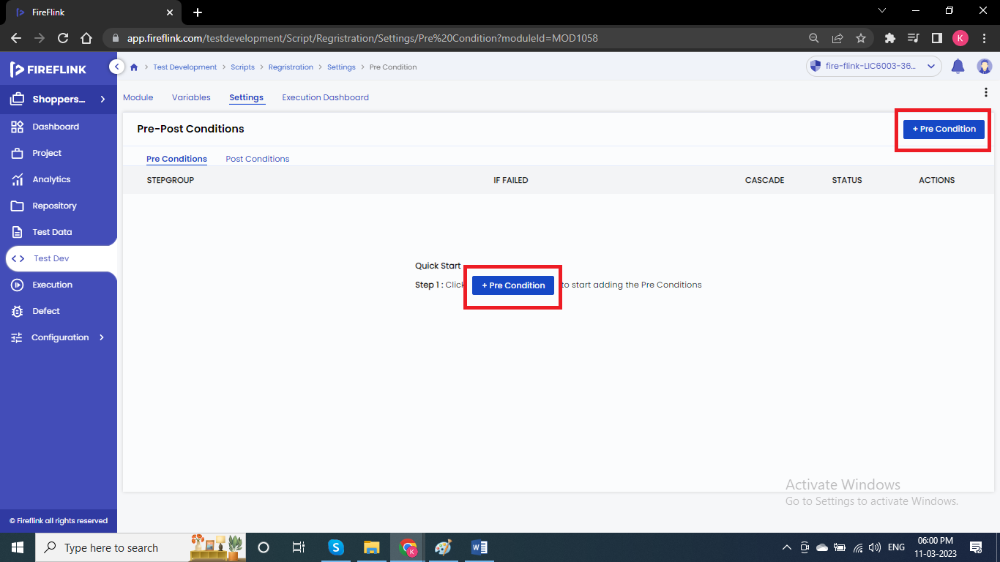 FireFlink
app.fireflink.com/testdevelopment/Script/Regristration/Settings/Pre%20Condition?moduleId=MOD1058
K
FIREFLINK
Test Development > Scripts > Regristration > Settings > Pre Condition
fire-flink-LIC6003-36...
Shoppers...
Module Variables Settings Execution Dashboard
Dashboard
Project
Analytics
Repository
Test Data
Test Dev
Execution
Defect
Configuration
© Fireflink all rights reserved
Pre-Post Conditions
+ Pre Condition
Pre Conditions Post Conditions
STEPGROUP IF FAILED CASCADE STATUS ACTIONS
Quick Start
Step 1 : Click + Pre Condition to start adding the Pre Conditions
Activate Windows
Go to Settings to activate Windows.
Type here to search
S
K
W
ENG
06:00 PM
11-03-2023